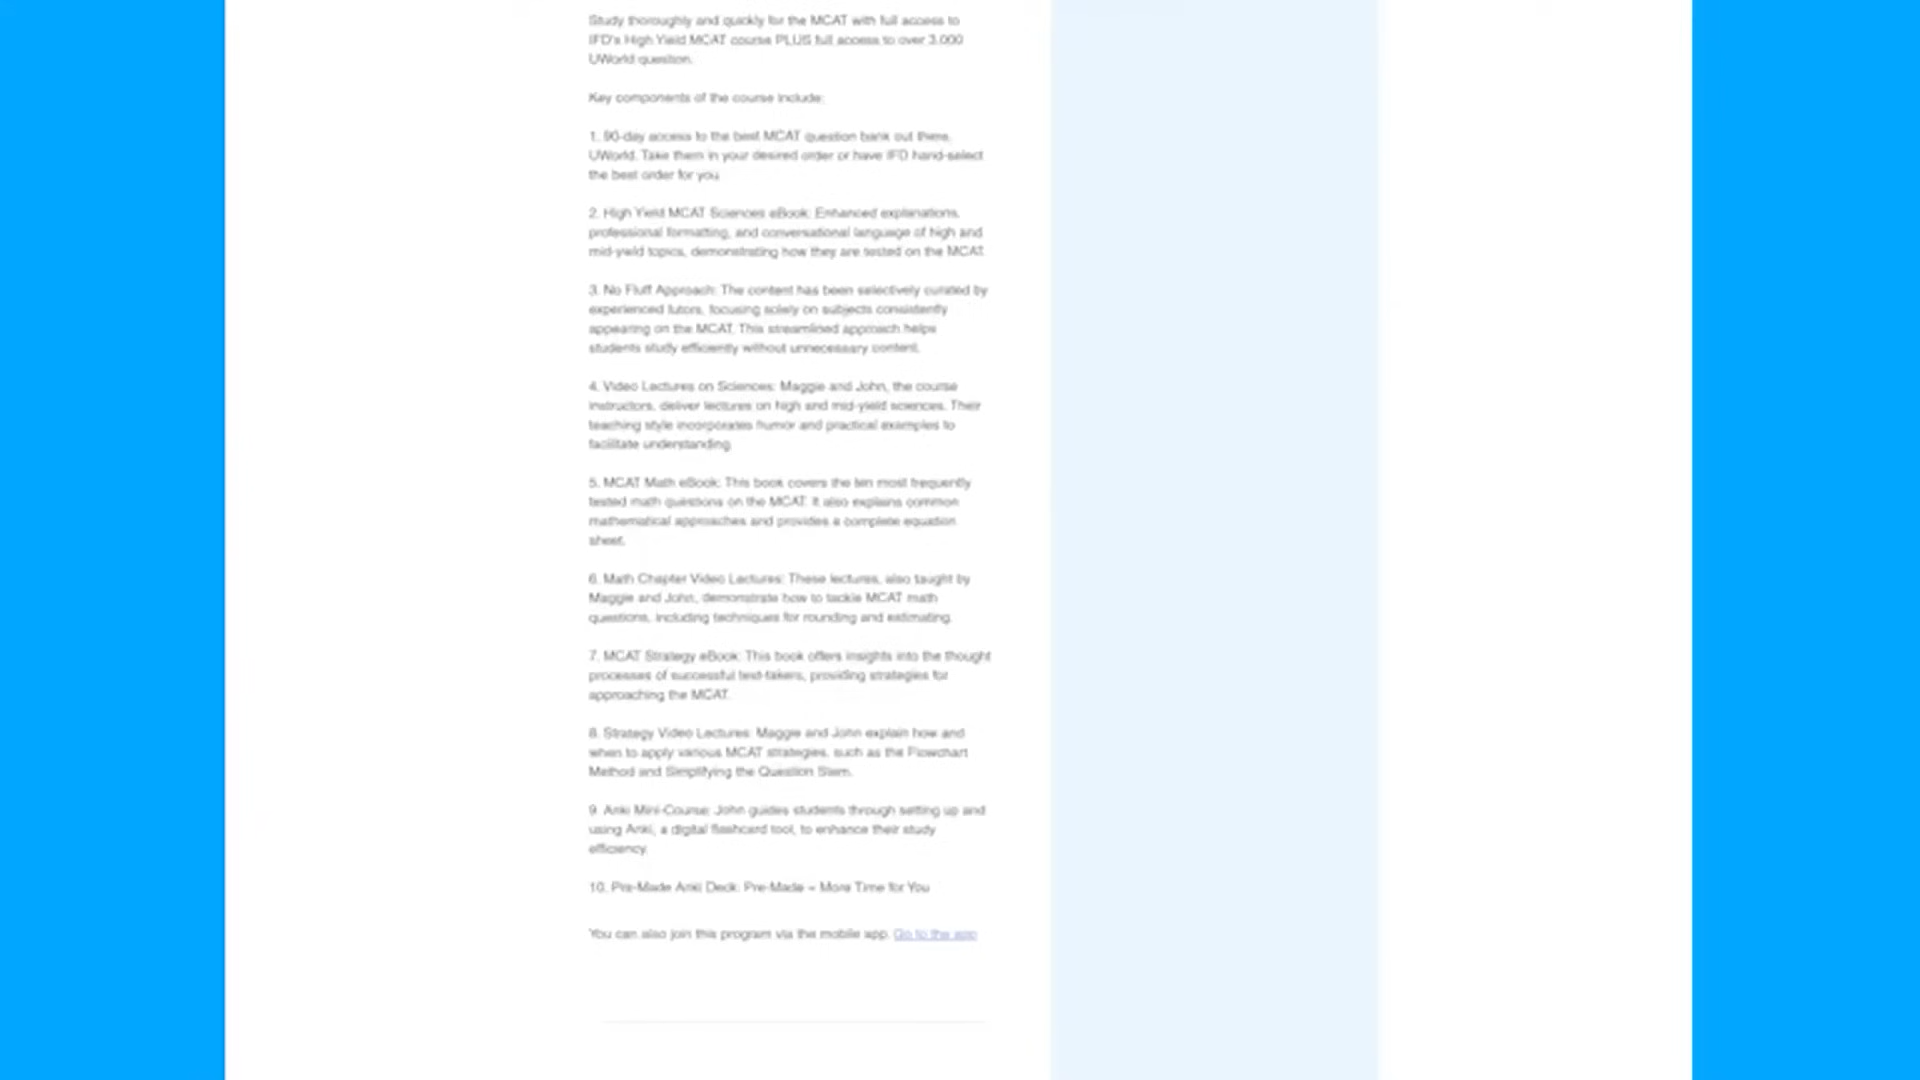 Study thoroughly and quickly for the MCAT with full access to
IFD's High Yield MCAT course PLUS full access to over 3,000
UWorld question.
Key components of the course include:
1. 90-day access to the best MCAT question bank out there,
UWorld. Take them in your desired order or have IFD hand-select
the best order for you
2. High Yield MCAT Sciences eBook: Enhanced explanations,
professional formatting, and conversational language of high and
mid-yield topics, demonstrating how they are tested on the MCAT.
3. No Fluff Approach: The content has been selectively curated by
experienced tutors, focusing solely on subjects consistently
appearing on the MCAT. This streamlined approach helps
students study efficiently without unnecessary content.
4. Video Lectures on Sciences: Maggie and John, the course
instructors, deliver lectures on high and mid-yield sciences. Their
teaching style incorporates humor and practical examples to
facilitate understanding.
5. MCAT Math eBook: This book covers the ten most frequently
tested math questions on the MCAT. It also explains common
mathematical approaches and provides a complete equation
sheet.
6. Math Chapter Video Lectures: These lectures, also taught by
Maggie and John, demonstrate how to tackle MCAT math
questions, including techniques for rounding and estimating.
7. MCAT Strategy eBook: This book offers insights into the thought
processes of successful test-takers, providing strategies for
approaching the MCAT.
8. Strategy Video Lectures: Maggie and John explain how and
when to apply various MCAT strategies, such as the Flowchart
Method and Simplifying the Question Stem.
9. Anki Mini-Course: John guides students through setting up and
using Anki, a digital flashcard tool, to enhance their study
efficiency.
10. Pre-Made Anki Deck: Pre-Made = More Time for You
You can also join this program via the mobile app. Go to the app